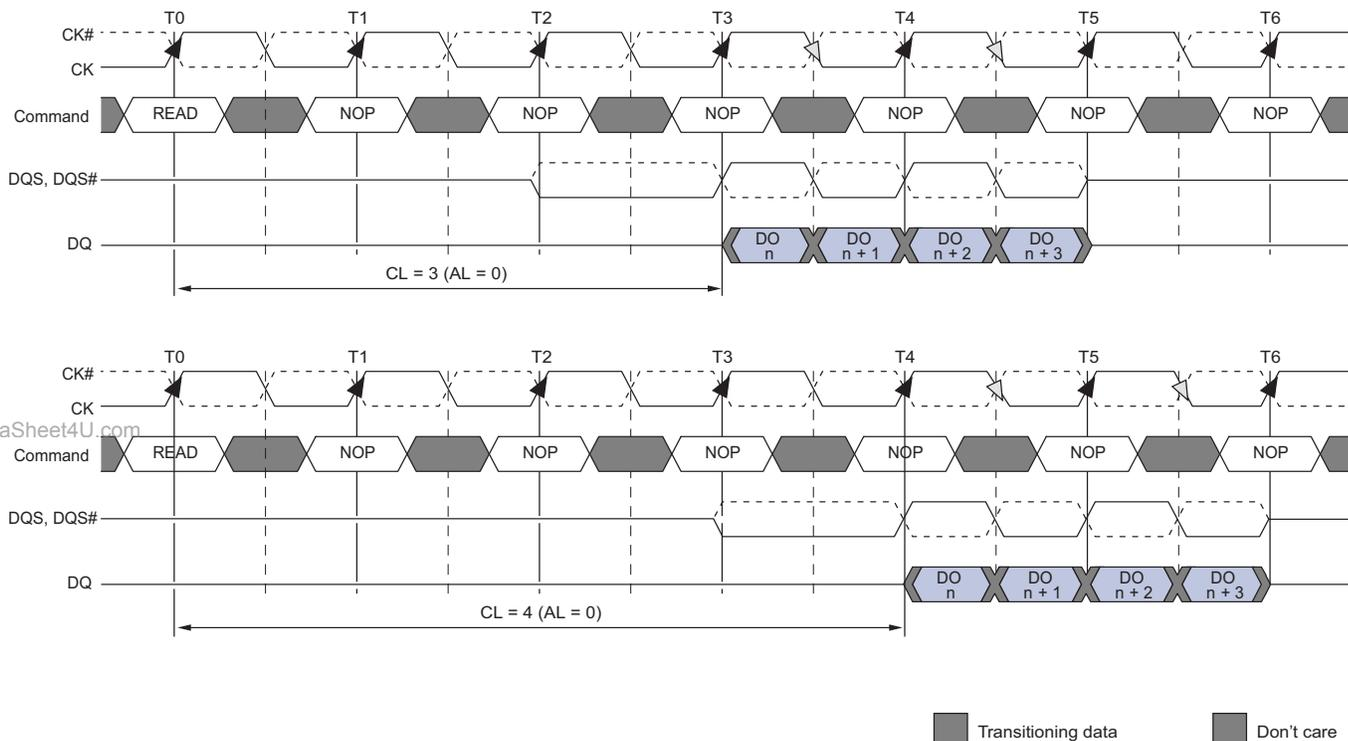 T0 T1 T2 T3 T4 T5 T6
CK#
CK
Command READ NOP NOP NOP NOP NOP NOP
DQS, DQS#
DQ DO n DO n + 1 DO n + 2 DO n + 3
CL = 3 (AL = 0)
T0 T1 T2 T3 T4 T5 T6
CK#
CK
aSheet4U.com
Command READ NOP NOP NOP NOP NOP NOP
DQS, DQS#
DQ DO n DO n + 1 DO n + 2 DO n + 3
CL = 4 (AL = 0)
Transitioning data Don't care